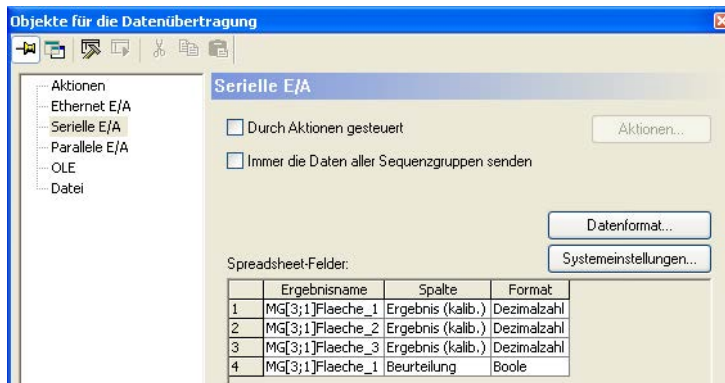 Objekte für die Datenübertragung
Aktionen
Ethernet E/A
Serielle E/A
Parallele E/A
OLE
Datei
Serielle E/A
Durch Aktionen gesteuert
Aktionen...
Immer die Daten aller Sequenzgruppen senden
Datenformat...
Systemeinstellungen...
Spreadsheet-Felder:
Ergebnisname Spalte Format
1 MG[3;1]Flaeche_1 Ergebnis (kalib.) Dezimalzahl
2 MG[3;1]Flaeche_2 Ergebnis (kalib.) Dezimalzahl
3 MG[3;1]Flaeche_3 Ergebnis (kalib.) Dezimalzahl
4 MG[3;1]Flaeche_1 Beurteilung Boole